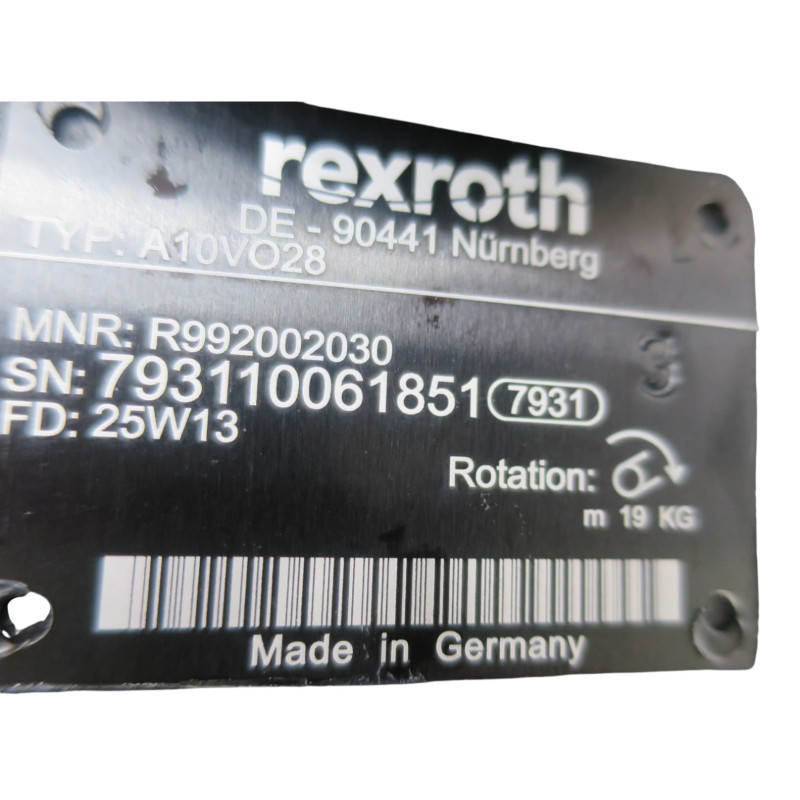 rexroth
DE - 90441 Nürnberg
TYP: A10VO28
MNR: R992002030
SN: 793110061851 7931
FD: 25W13
3
Rotation:
m 19 KG
Made in Germany